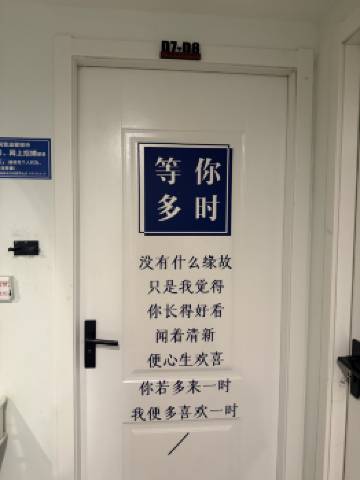 D7-D8
等你
多时
没有什么缘故
只是我觉得
你长得好看
闻着清新
便心生欢喜
你若多来一时
我便多喜欢一时